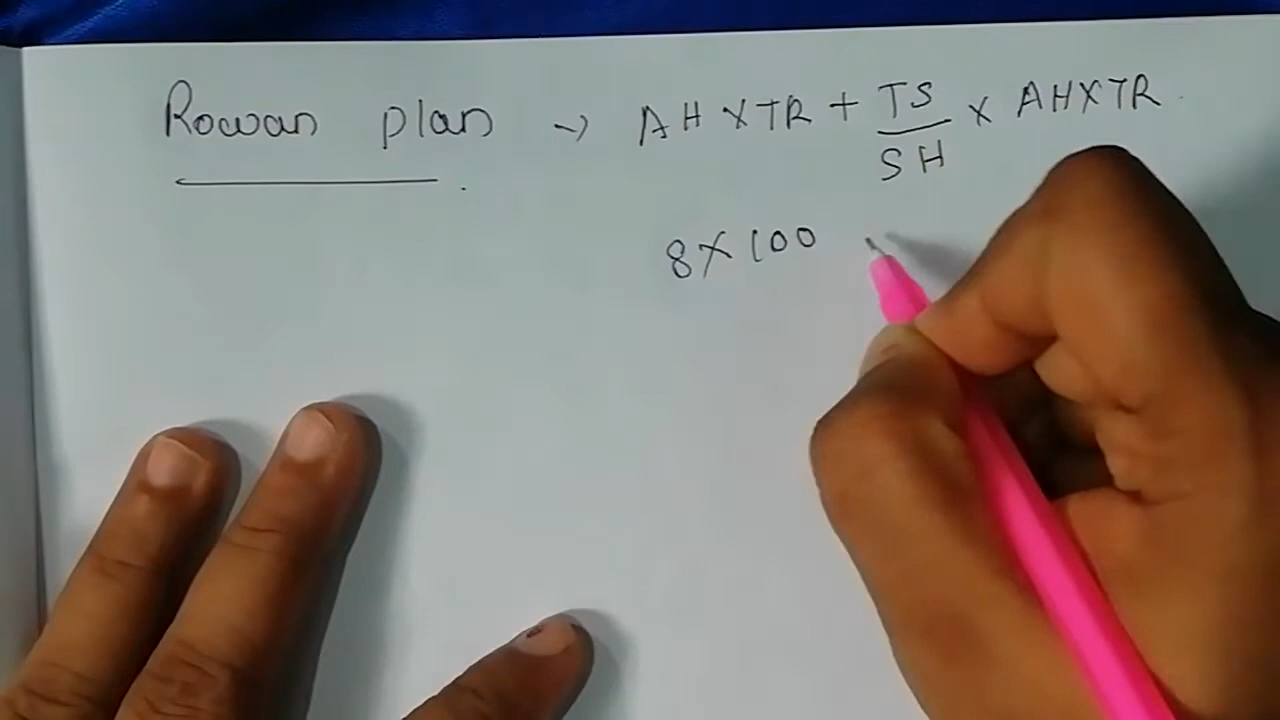 Rowan plan → AH X TR + TS/SH X AH X TR
8 X 100